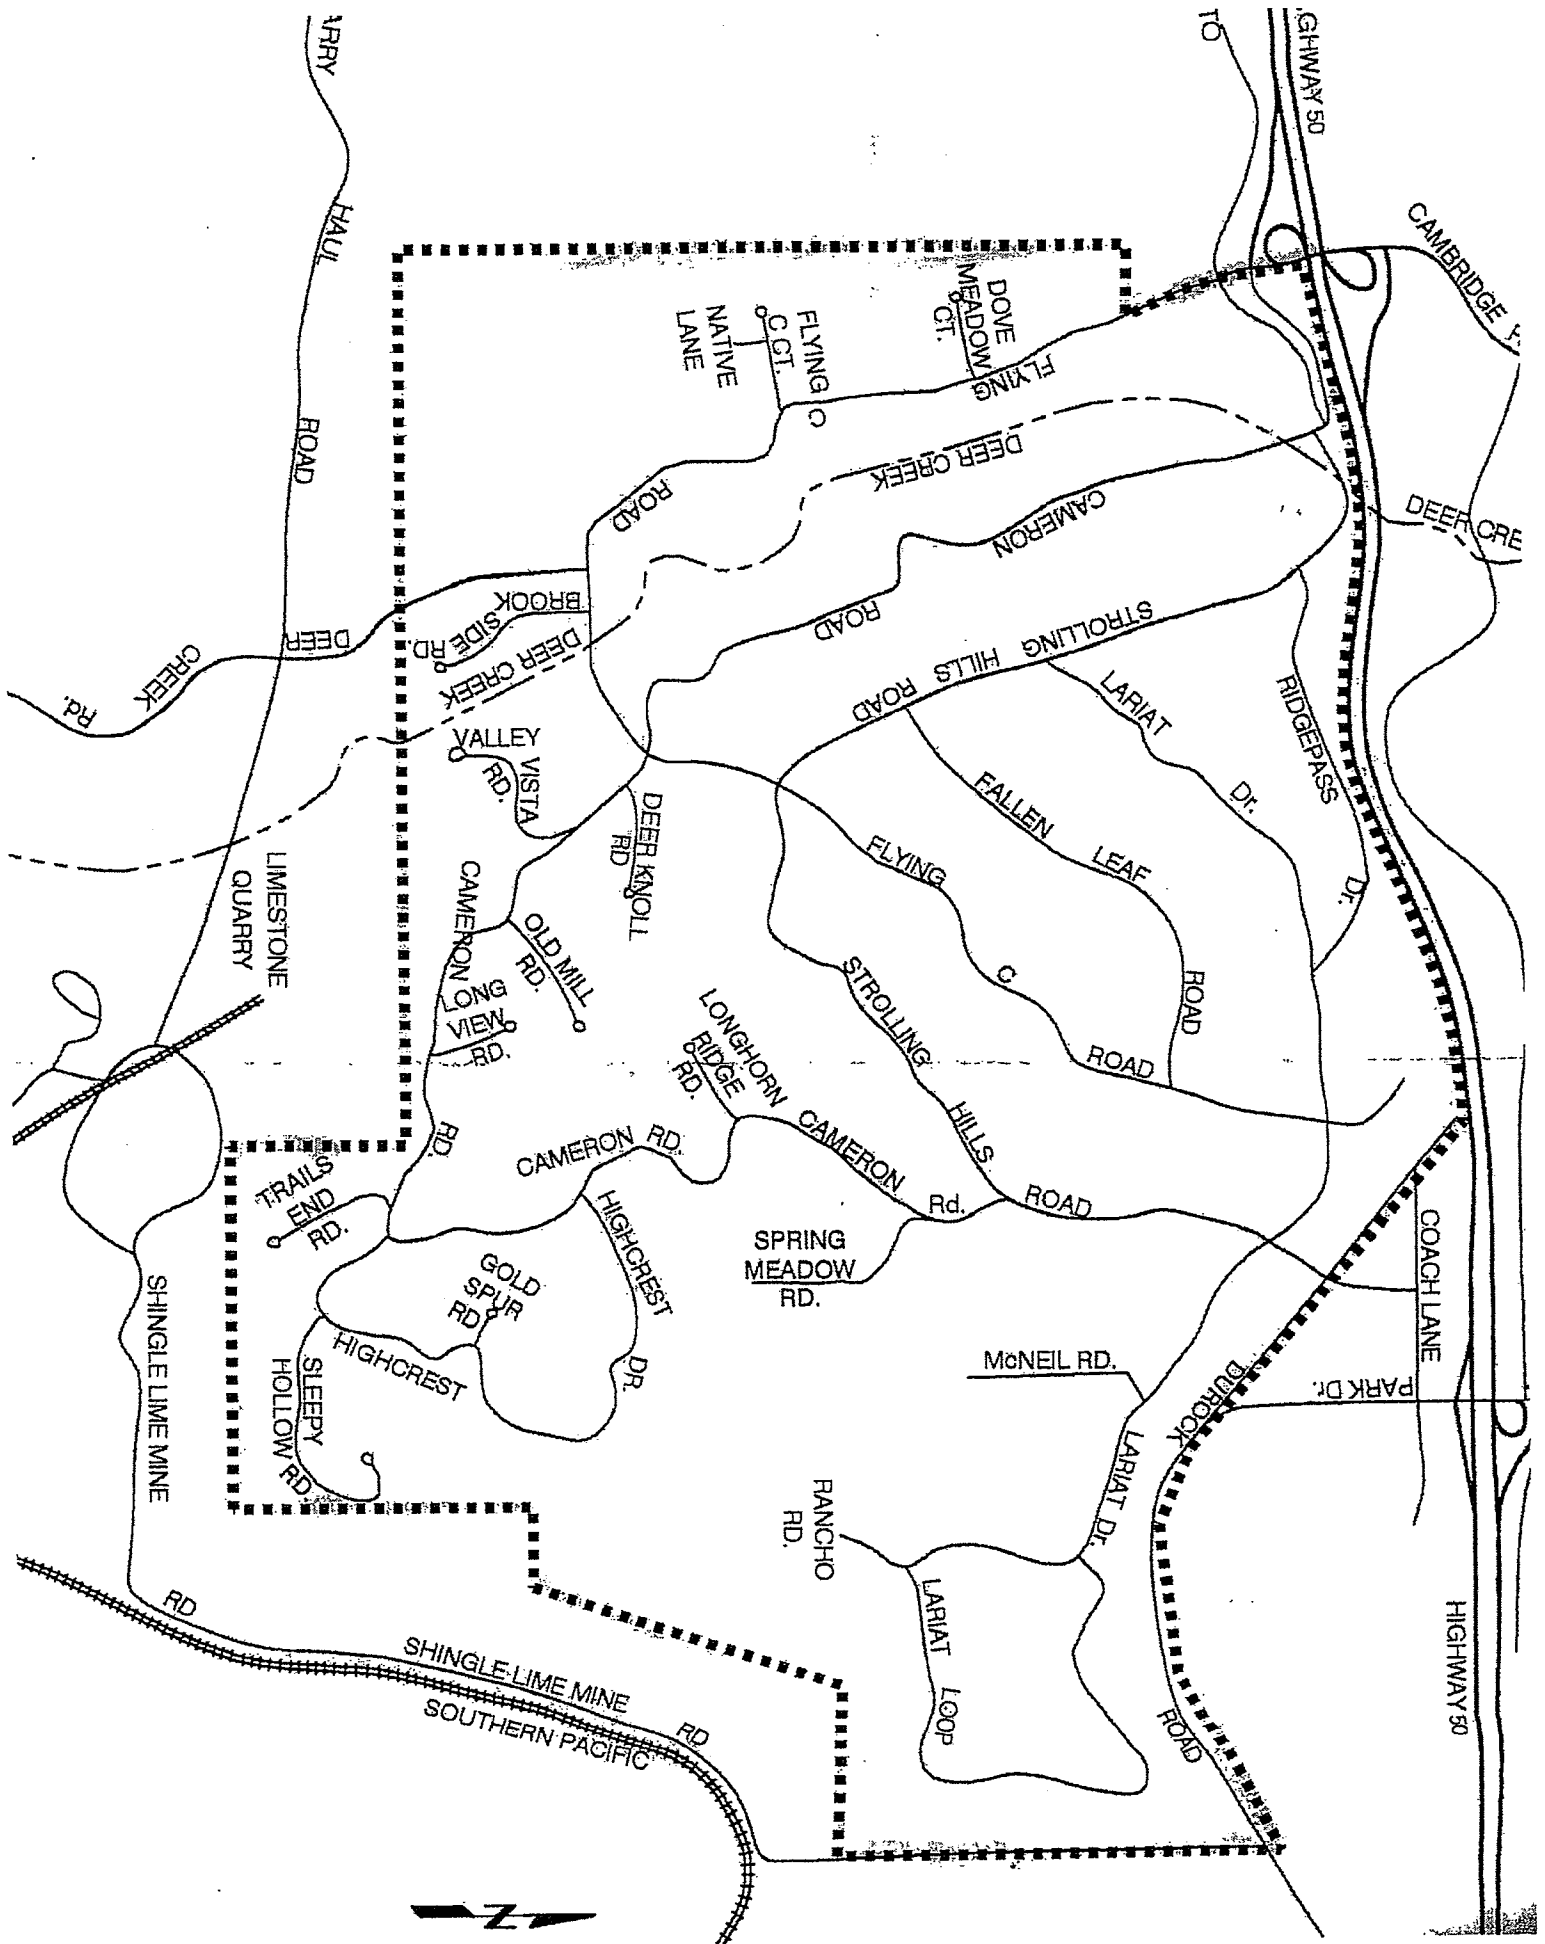 ARRY
HAUL
ROAD
TO
GHWAY 50
CAMBRIDGE
DEER CRE
DOVE
MEADOW
CT.
FLYING
C CT.
NATIVE
LANE
FLYING
C
ROAD
DEER CREEK
CAMERON
ROAD
STROLLING
HILLS
ROAD
BROOK
SIDE
RD.
DEER CREEK
DEER
CREEK
Rd.
LARIAT
Dr.
RIDGEPASS
Dr.
FALLEN
LEAF
ROAD
FLYING
C
ROAD
VALLEY
VISTA
RD.
DEER KNOLL
RD
OLD MILL
RD.
CAMERON
RD.
LONG
VIEW
RD.
LIMESTONE
QUARRY
STROLLING
HILLS
ROAD
LONGHORN
RIDGE
RD.
CAMERON
Rd.
CAMERON RD.
SPRING
MEADOW
RD.
TRAILS
END
RD.
HIGHCREST
DR.
GOLD
SPUR
RD
HIGHCREST
SLEEPY
HOLLOW RD
COACH LANE
PARK Dr.
DUROCK
ROAD
McNEIL RD.
LARIAT Dr.
RANCHO
RD.
LARIAT
LOOP
HIGHWAY 50
SHINGLE LIME MINE
RD
SHINGLE LIME MINE
RD
SOUTHERN PACIFIC
N